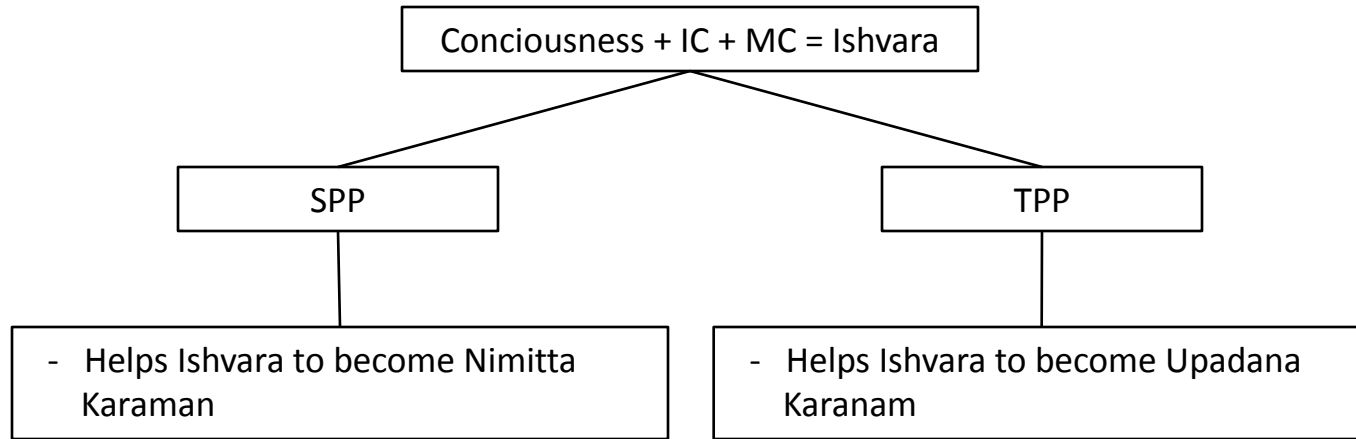 Conciousness + IC + MC = Ishvara
SPP
TPP
- Helps Ishvara to become Nimitta
Karaman
- Helps Ishvara to become Upadana
Karanam